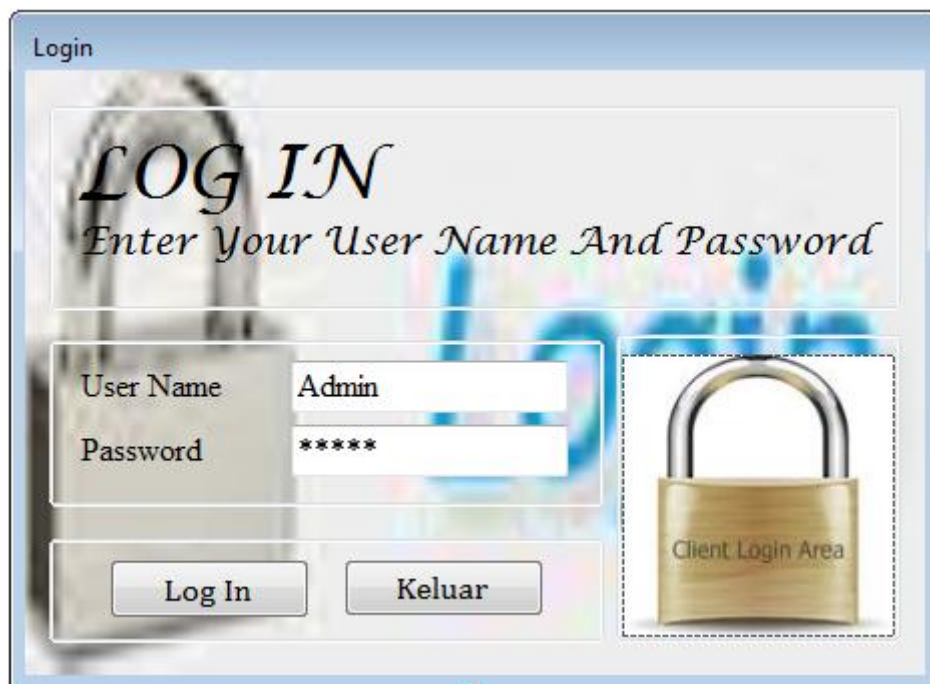 Login
LOG IN
Enter Your User Name And Password
Login
User Name Admin
Password *****
Client Login Area
Log In Keluar